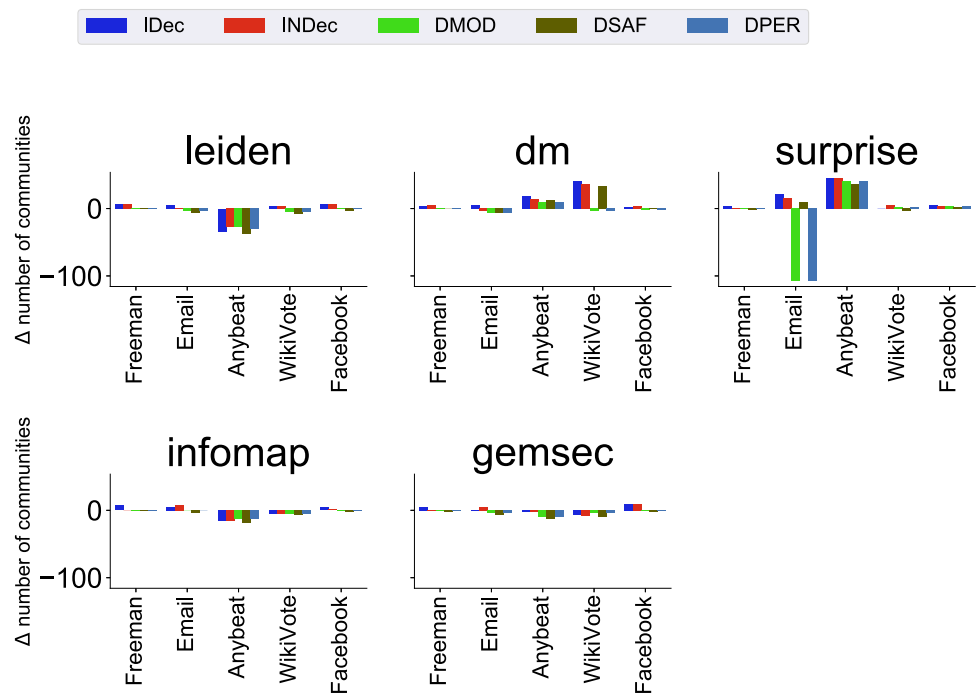 IDec INDec DMOD DSAF DPER
leiden dm surprise
Δ number of communities
0
−100
Freeman Email Anybeat WikiVote Facebook
Freeman Email Anybeat WikiVote Facebook
Freeman Email Anybeat WikiVote Facebook
infomap gemsec
Δ number of communities
0
−100
Freeman Email Anybeat WikiVote Facebook
Freeman Email Anybeat WikiVote Facebook